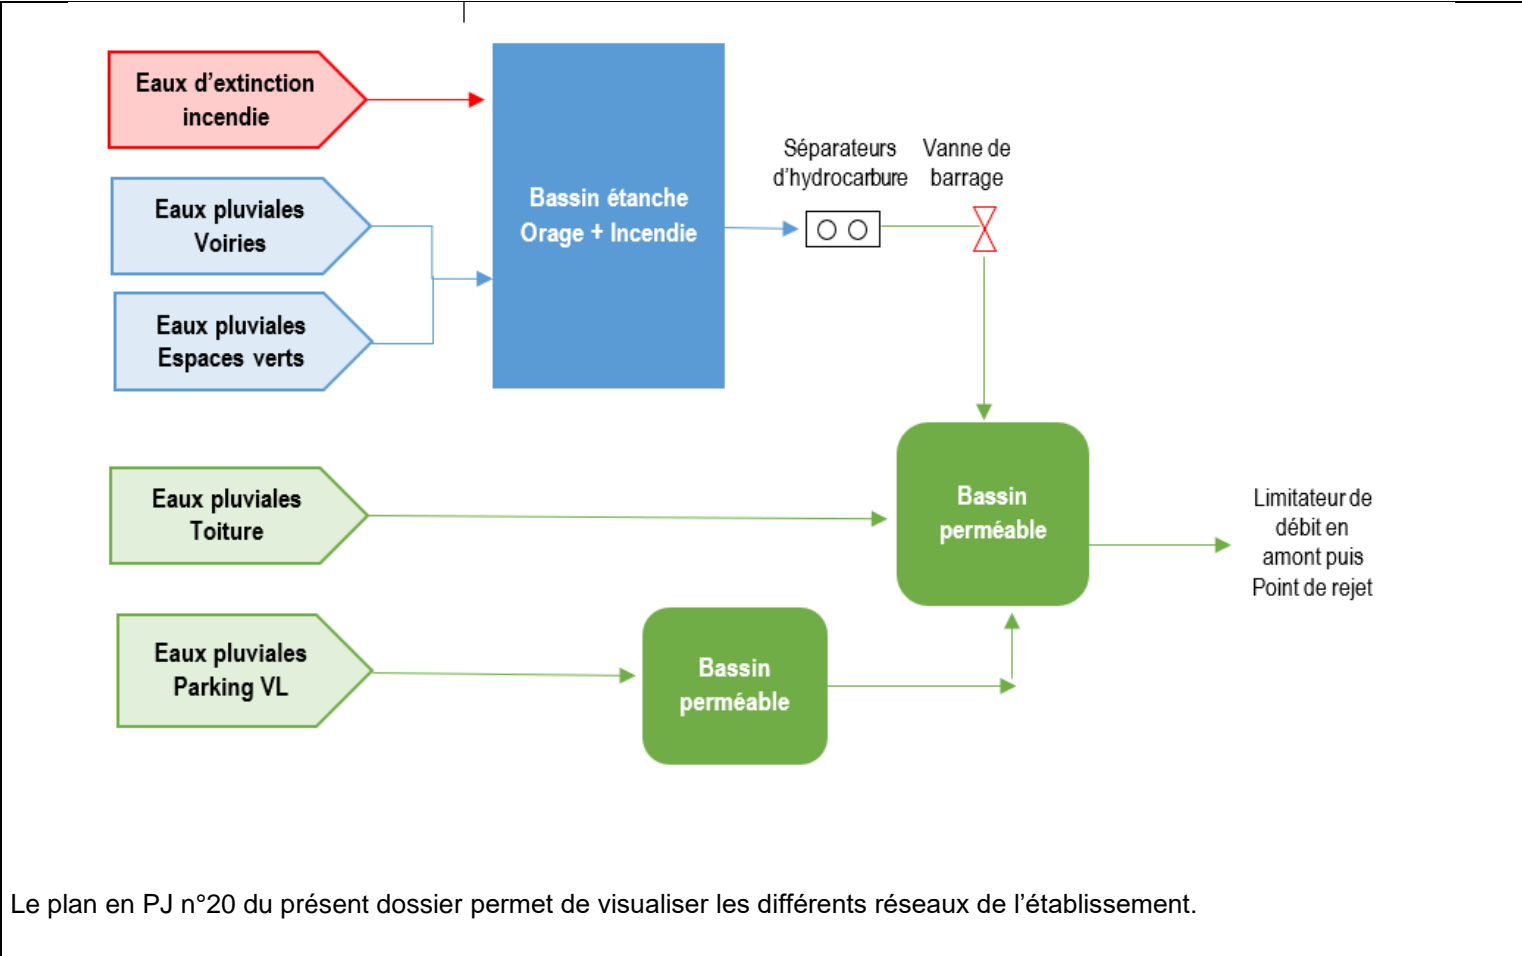 Eaux d’extinction
incendie
Eaux pluviales
Voiries
Eaux pluviales
Espaces verts
Bassin étanche
Orage + Incendie
Séparateurs
d’hydrocarbure
Vanne de
barrage
Eaux pluviales
Toiture
Bassin
perméable
Limitateur de
débit en
amont puis
Point de rejet
Eaux pluviales
Parking VL
Bassin
perméable
Le plan en PJ n°20 du présent dossier permet de visualiser les différents réseaux de l’établissement.